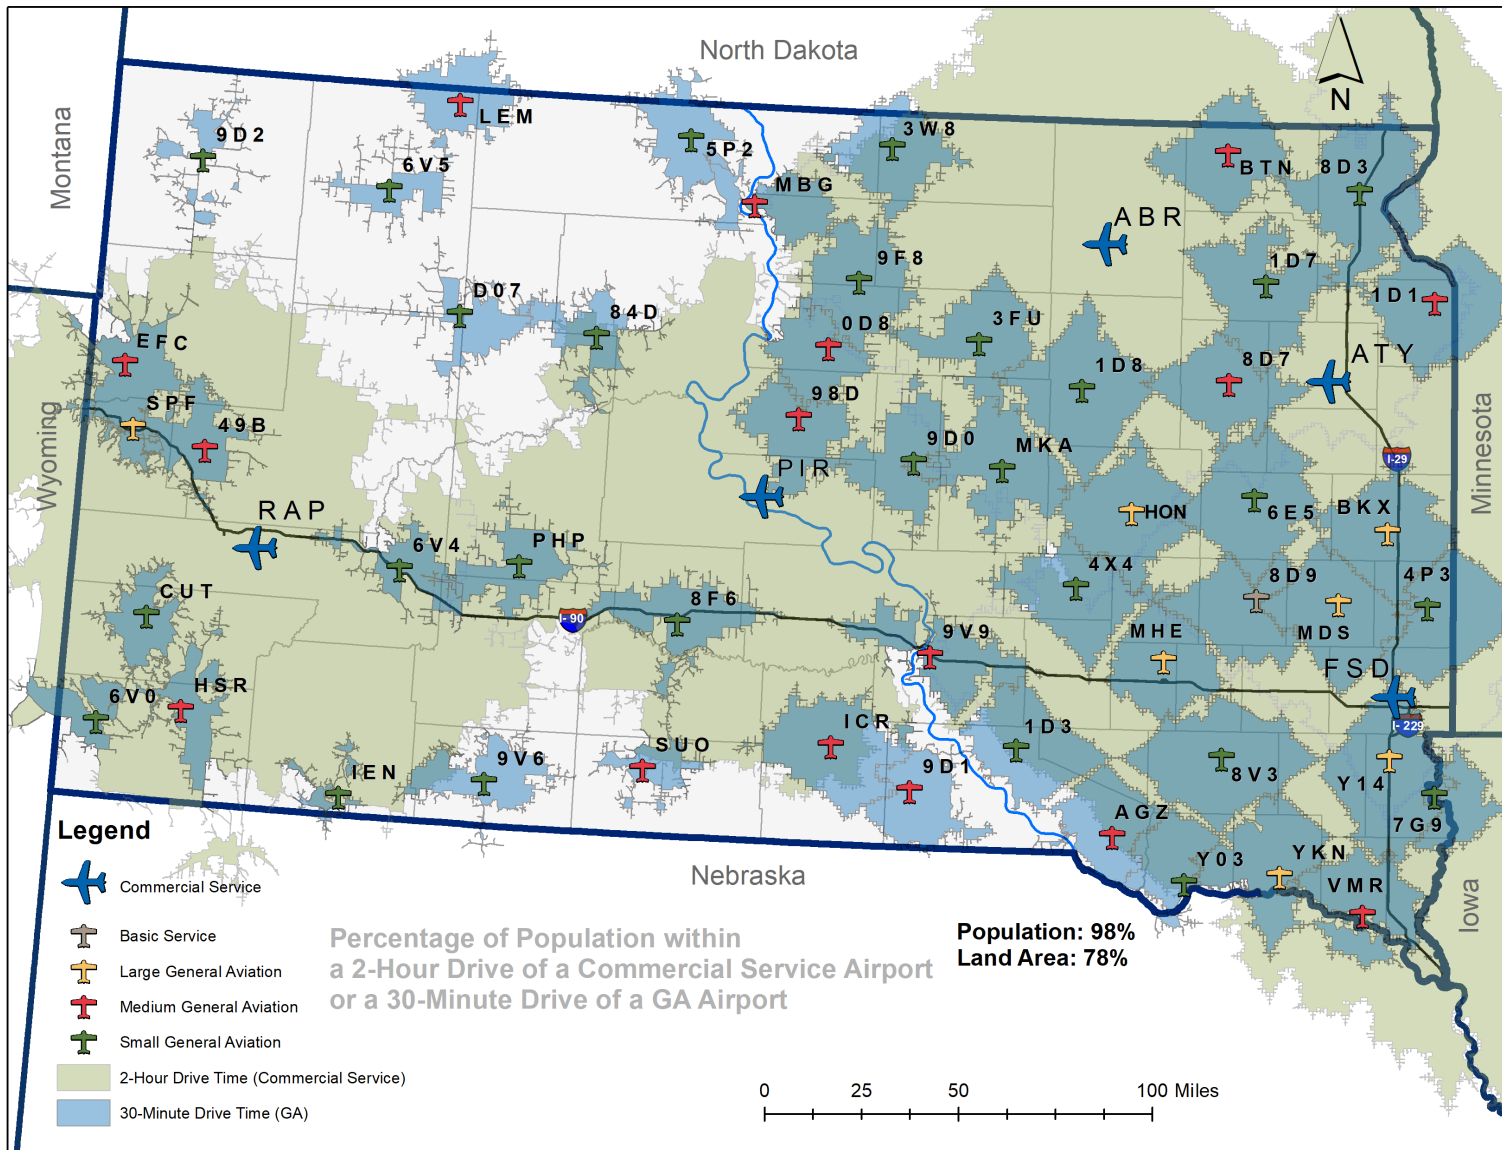 North Dakota
N
Montana
LEM
9D2
6V5
5P2
3W8
MBG
BTN
8D3
ABR
9F8
1D7
1D1
D07
84D
0D8
3FU
EFC
1D8
8D7
ATY
SPF
49B
98D
9D0
MKA
Wyoming
Minnesota
PIR
I-29
RAP
HON
6E5
BKX
6V4
PHP
CUT
4X4
8D9
4P3
8F6
I-90
9V9
MHE
MDS
FSD
6V0
HSR
I-229
ICR
1D3
SUO
9V6
IEN
9D1
8V3
Y14
7G9
AGZ
Y03
YKN
VMR
Nebraska
Iowa
Legend
Commercial Service
Basic Service
Large General Aviation
Medium General Aviation
Small General Aviation
2-Hour Drive Time (Commercial Service)
30-Minute Drive Time (GA)
Percentage of Population within
a 2-Hour Drive of a Commercial Service Airport
or a 30-Minute Drive of a GA Airport
Population: 98%
Land Area: 78%
0 25 50 100 Miles